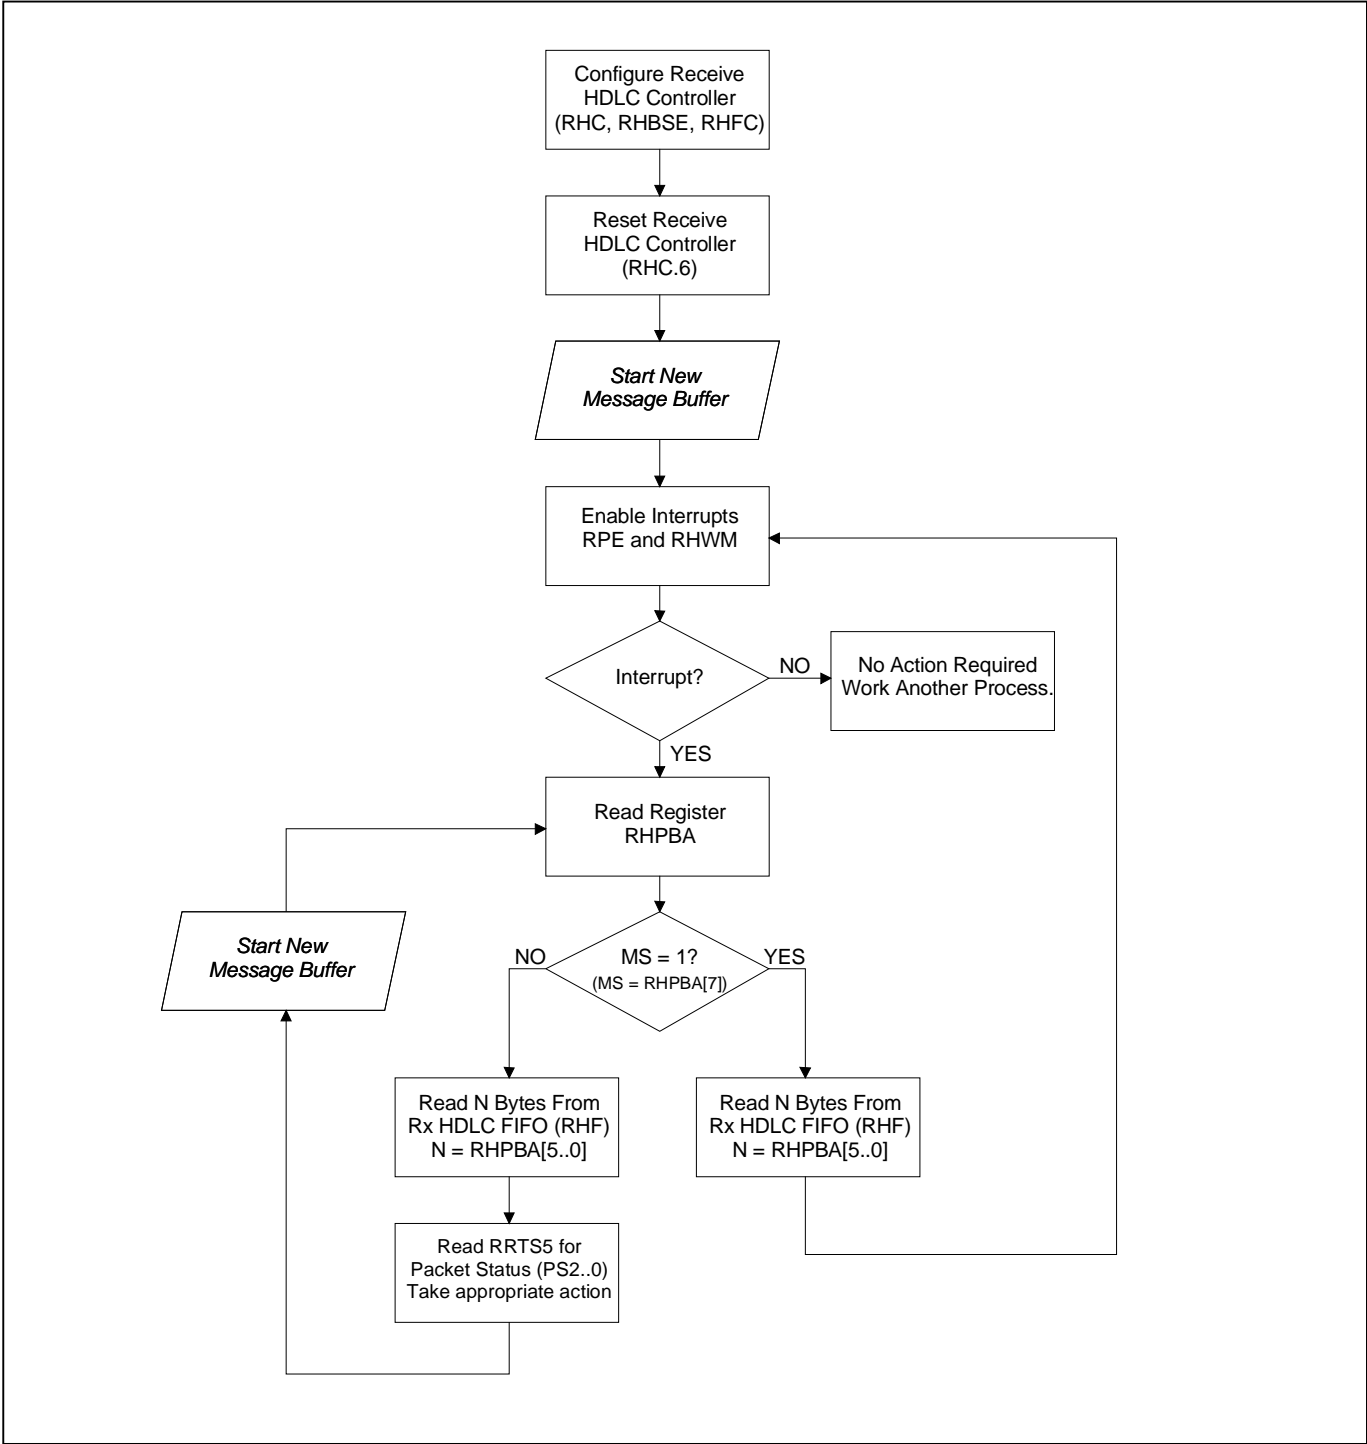 Configure Receive
HDLC Controller
(RHC, RHBSE, RHFC)
Reset Receive
HDLC Controller
(RHC.6)
Start New
Message Buffer
Enable Interrupts
RPE and RHWM
Interrupt?
NO
No Action Required
Work Another Process.
YES
Read Register
RHPBA
Start New
Message Buffer
NO
MS = 1?
(MS = RHPBA[7])
YES
Read N Bytes From
Rx HDLC FIFO (RHF)
N = RHPBA[5..0]
Read N Bytes From
Rx HDLC FIFO (RHF)
N = RHPBA[5..0]
Read RRTS5 for
Packet Status (PS2..0)
Take appropriate action